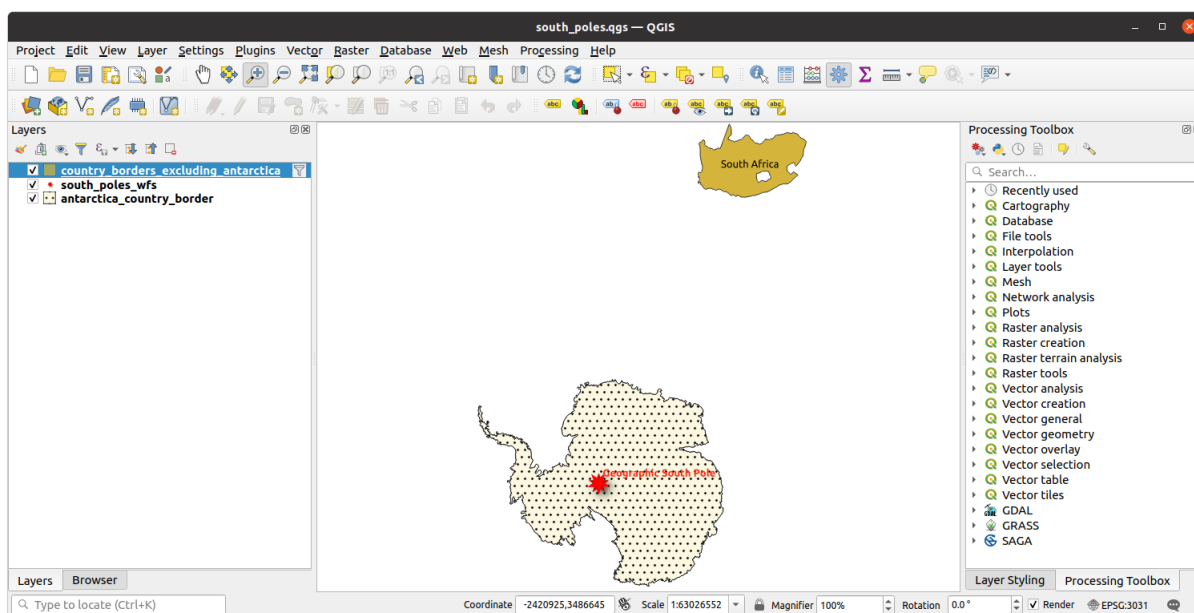 south_poles.qgs — QGIS
Project Edit View Layer Settings Plugins Vector Raster Database Web Mesh Processing Help
Layers
country_borders_excluding_antarctica
south_poles_wfs
antarctica_country_border
Layers Browser
South Africa
Geographic South Pole
Processing Toolbox
Search...
Recently used
Cartography
Database
File tools
Interpolation
Layer tools
Mesh
Network analysis
Plots
Raster analysis
Raster creation
Raster terrain analysis
Raster tools
Vector analysis
Vector creation
Vector general
Vector geometry
Vector overlay
Vector selection
Vector table
Vector tiles
GDAL
GRASS
SAGA
Layer Styling Processing Toolbox
Type to locate (Ctrl+K) Coordinate -2420925,3486645 Scale 1:63026552 Magnifier 100% Rotation 0.0 ° Render EPSG:3031